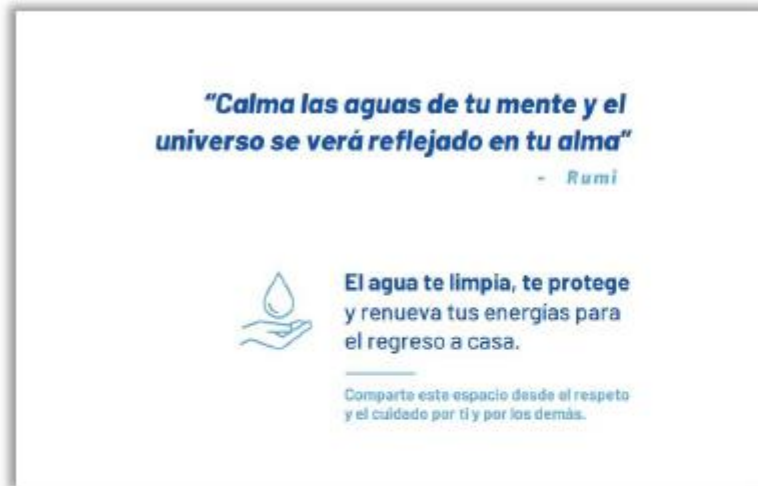 “Calma las aguas de tu mente y el
universo se verá reflejado en tu alma”
- Rumi
El agua te limpia, te protege
y renueva tus energías para
el regreso a casa.
Comparte este espacio desde el respeto
y el cuidado por ti y por los demás.